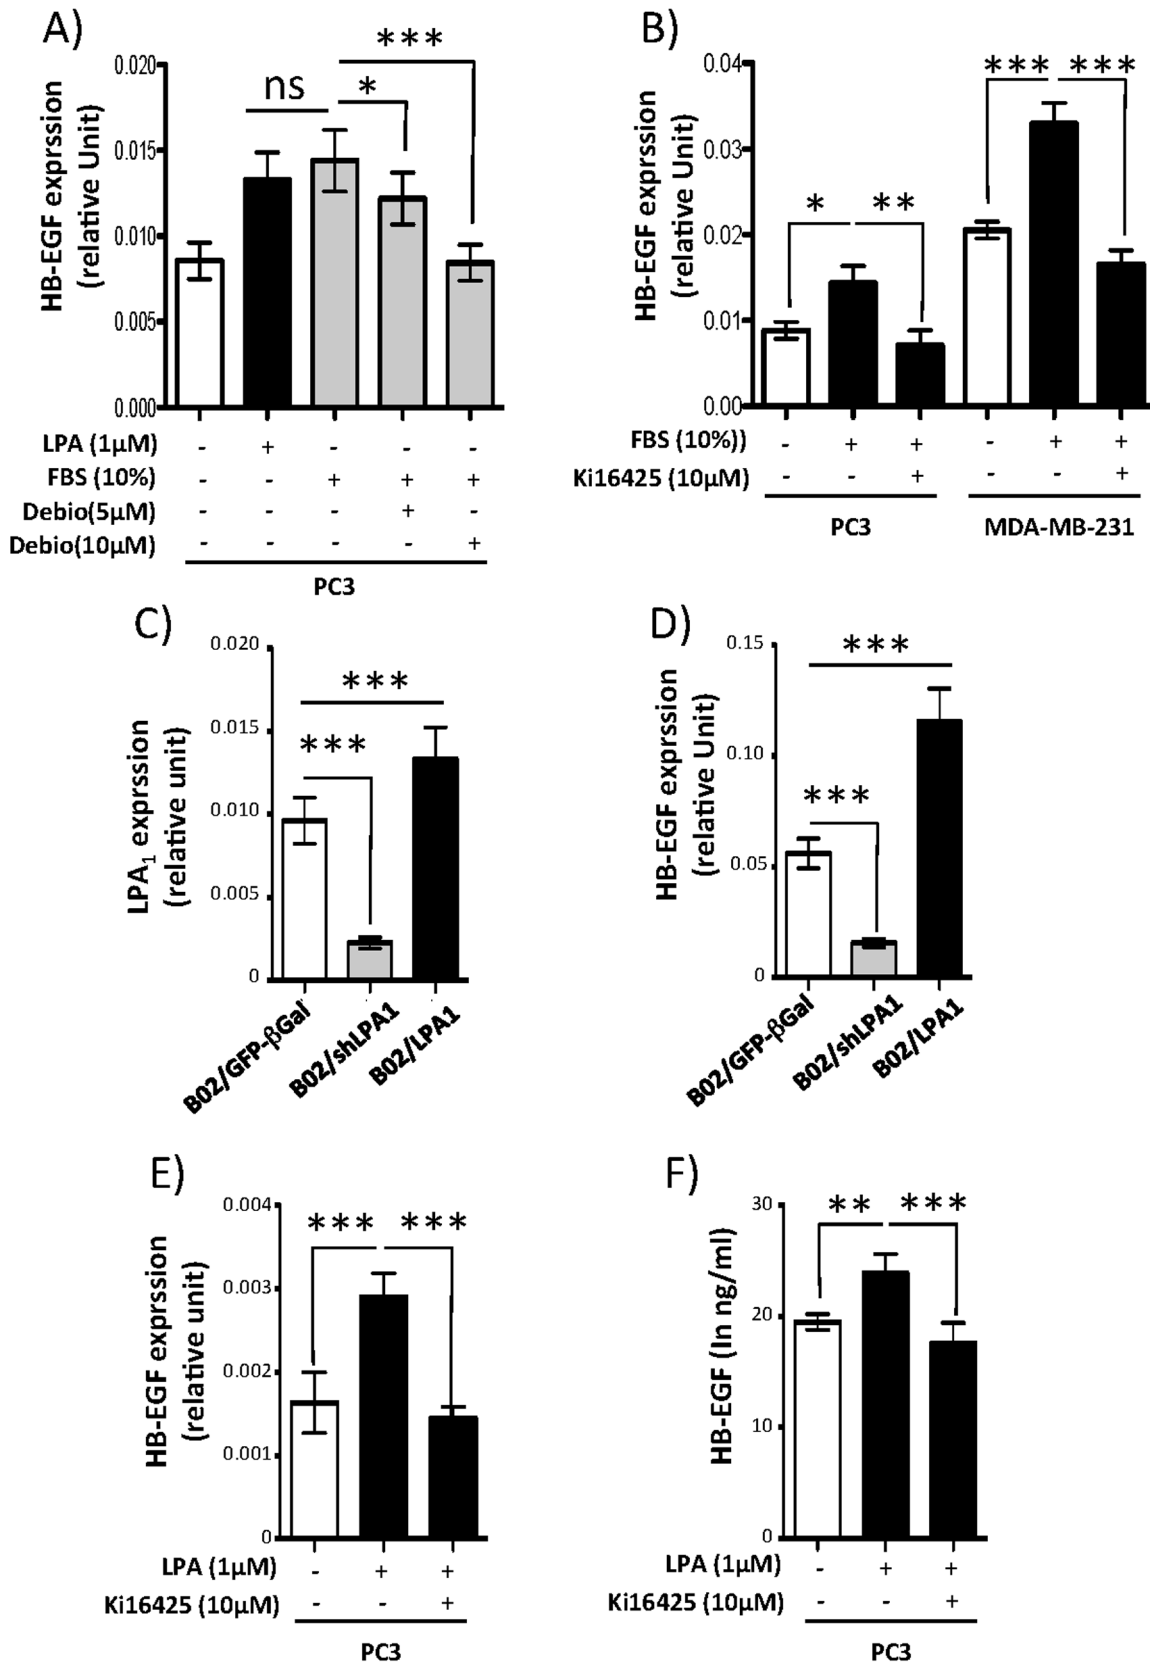 A)
HB-EGF exprssion
(relative Unit)
0.020
0.015
0.010
0.005
0.000
ns
*
***
LPA (1µM) - + - - -
FBS (10%) - - + + +
Debio(5µM) - - - + -
Debio(10µM) - - - - +
PC3
B)
HB-EGF exprssion
(relative Unit)
0.04
0.03
0.02
0.01
0.00
*
**
***
***
FBS (10%)) - + + - + +
Ki16425 (10µM) - - + - - +
PC3
MDA-MB-231
C)
LPA1 exprssion
(relative unit)
0.020
0.015
0.010
0.005
0
***
***
B02/GFP-βGal
B02/shLPA1
B02/LPA1
D)
HB-EGF exprssion
(relative Unit)
0.15
0.10
0.05
0
***
***
B02/GFP-βGal
B02/shLPA1
B02/LPA1
E)
HB-EGF exprssion
(relative unit)
0.004
0.003
0.002
0.001
0
***
***
LPA (1µM) - + +
Ki16425 (10µM) - - +
PC3
F)
HB-EGF (In ng/ml)
30
20
10
0
**
***
LPA (1µM) - + +
Ki16425 (10µM) - - +
PC3